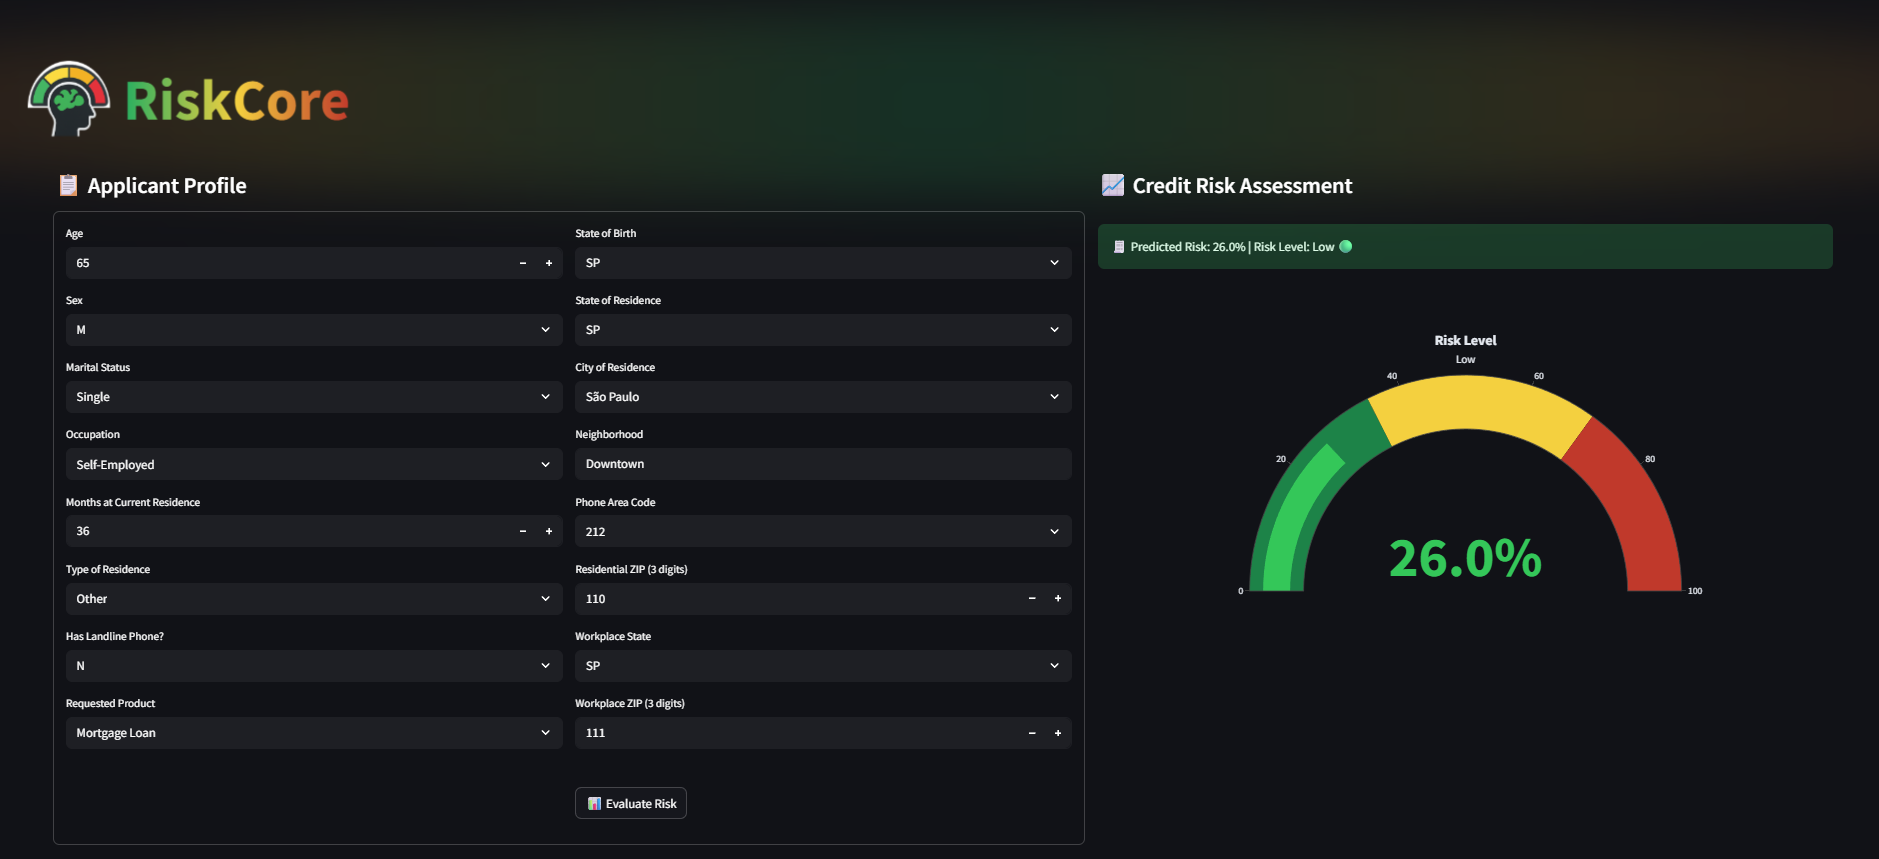 RiskCore
Applicant Profile
Age
65
Sex
M
Marital Status
Single
Occupation
Self-Employed
Months at Current Residence
36
Type of Residence
Other
Has Landline Phone?
N
Requested Product
Mortgage Loan
State of Birth
SP
State of Residence
SP
City of Residence
São Paulo
Neighborhood
Downtown
Phone Area Code
212
Residential ZIP (3 digits)
110
Workplace State
SP
Workplace ZIP (3 digits)
111
Evaluate Risk
Credit Risk Assessment
Predicted Risk: 26.0% | Risk Level: Low
Risk Level
Low
0
20
40
60
80
100
26.0%